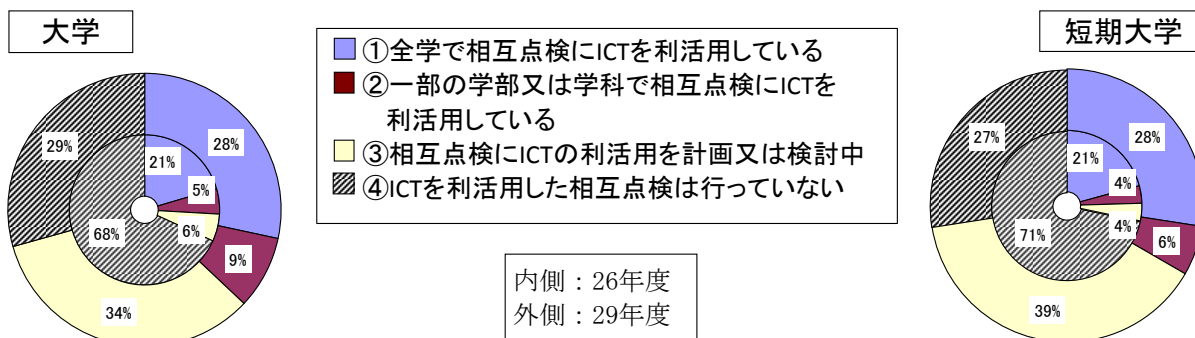 大学
①全学で相互点検にICTを利活用している
②一部の学部又は学科で相互点検にICTを
利活用している
③相互点検にICTの利活用を計画又は検討中
④ICTを利活用した相互点検は行っていない
短期大学
28%
9%
34%
29%
21%
5%
6%
68%
内側：26年度
外側：29年度
28%
6%
39%
27%
21%
4%
4%
71%